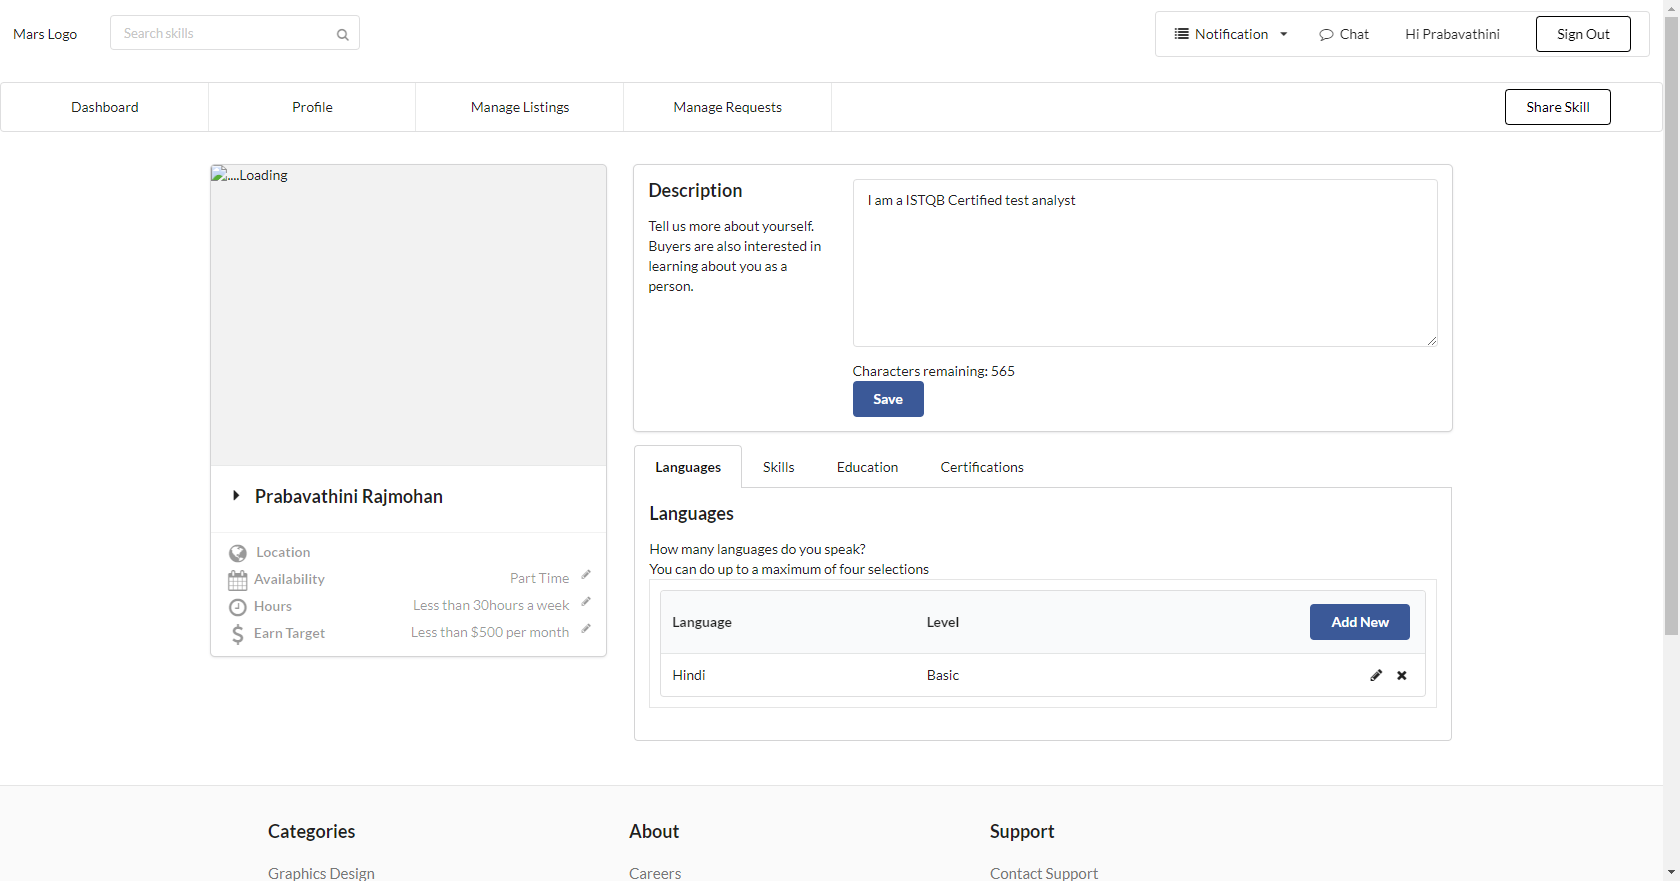 Mars Logo
Search skills
Notification
Chat
Hi Prabavathini
Sign Out
Dashboard
Profile
Manage Listings
Manage Requests
Share Skill
....Loading
Prabavathini Rajmohan
Location
Availability Part Time
Hours Less than 30hours a week
Earn Target Less than $500 per month
Description
Tell us more about yourself.
Buyers are also interested in
learning about you as a
person.
I am a ISTQB Certified test analyst
Characters remaining: 565
Save
Languages Skills Education Certifications
Languages
How many languages do you speak?
You can do up to a maximum of four selections
Language Level Add New
Hindi Basic
Categories About Support
Graphics Design Careers Contact Support